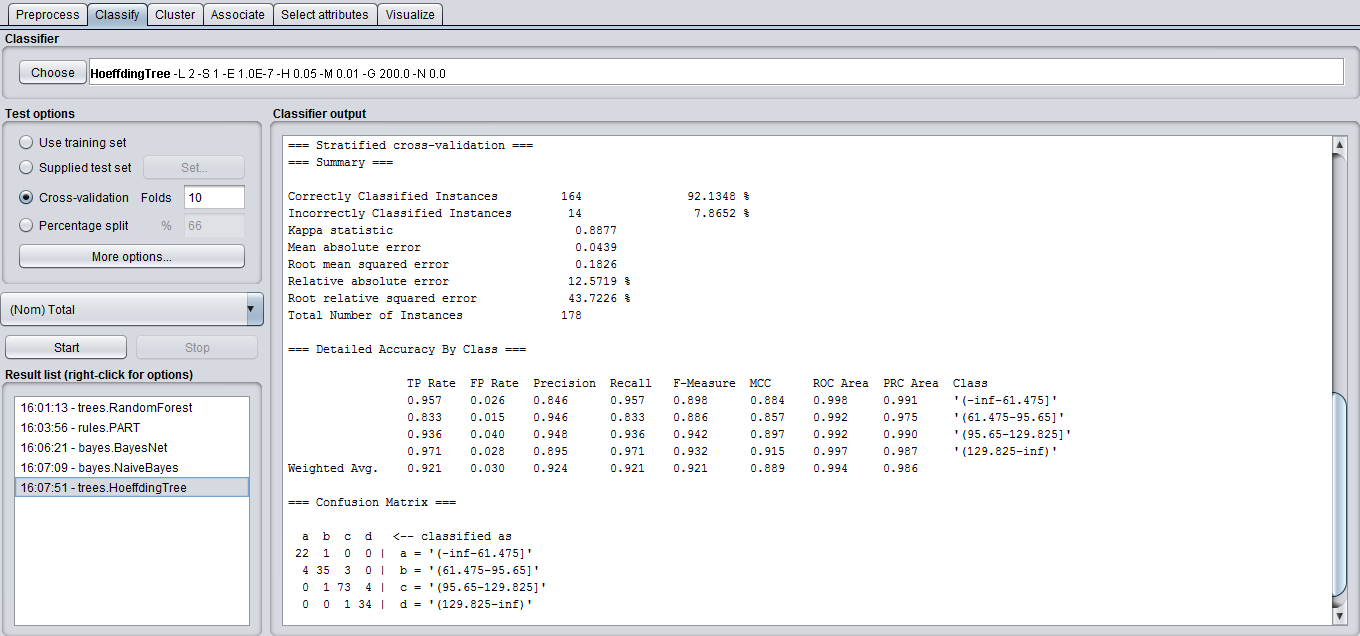 Preprocess Classify Cluster Associate Select attributes Visualize
Classifier
Choose HoeffdingTree -L 2 -S 1 -E 1.0E-7 -H 0.05 -M 0.01 -G 200.0 -N 0.0
Test options
Use training set
Supplied test set Set...
Cross-validation Folds 10
Percentage split % 66
More options...
(Nom) Total
Start Stop
Result list (right-click for options)
16:01:13 - trees.RandomForest
16:03:56 - rules.PART
16:06:21 - bayes.BayesNet
16:07:09 - bayes.NaiveBayes
16:07:51 - trees.HoeffdingTree
Classifier output
=== Stratified cross-validation ===
=== Summary ===
Correctly Classified Instances 164 92.1348 %
Incorrectly Classified Instances 14 7.8652 %
Kappa statistic 0.8877
Mean absolute error 0.0439
Root mean squared error 0.1826
Relative absolute error 12.5719 %
Root relative squared error 43.7226 %
Total Number of Instances 178
=== Detailed Accuracy By Class ===
TP Rate FP Rate Precision Recall F-Measure MCC ROC Area PRC Area Class
0.957 0.026 0.846 0.957 0.898 0.884 0.998 0.991 '(-inf-61.475]'
0.833 0.015 0.946 0.833 0.886 0.857 0.992 0.975 '(61.475-95.65]'
0.936 0.040 0.948 0.936 0.942 0.897 0.992 0.990 '(95.65-129.825]'
0.971 0.028 0.895 0.971 0.932 0.915 0.997 0.987 '(129.825-inf)'
Weighted Avg. 0.921 0.030 0.924 0.921 0.921 0.889 0.994 0.986
=== Confusion Matrix ===
a b c d <-- classified as
22 1 0 0 | a = '(-inf-61.475]'
4 35 3 0 | b = '(61.475-95.65]'
0 1 73 4 | c = '(95.65-129.825]'
0 0 1 34 | d = '(129.825-inf)'